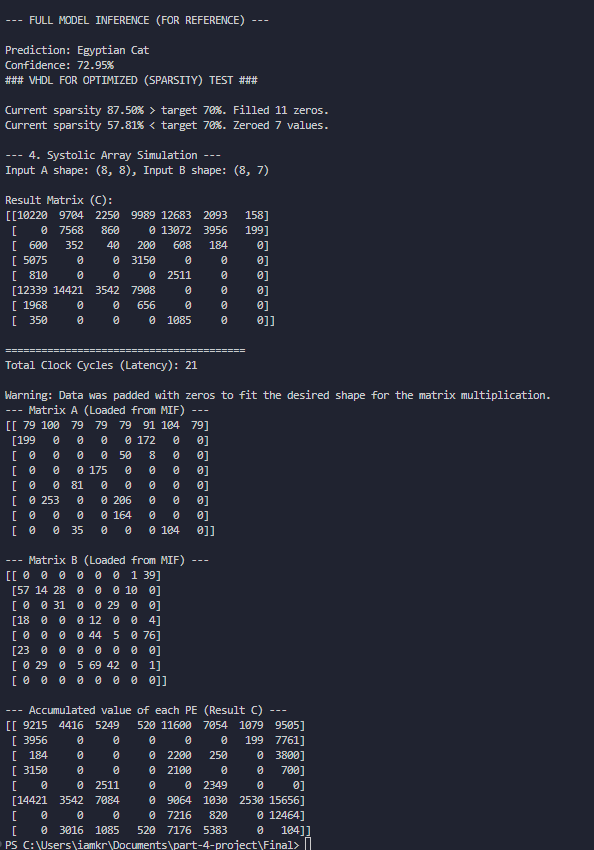 --- FULL MODEL INFERENCE (FOR REFERENCE) ---
Prediction: Egyptian Cat
Confidence: 72.95%
### VHDL FOR OPTIMIZED (SPARSITY) TEST ###
Current sparsity 87.50% > target 70%. Filled 11 zeros.
Current sparsity 57.81% < target 70%. Zeroed 7 values.
--- 4. Systolic Array Simulation ---
Input A shape: (8, 8), Input B shape: (8, 7)
Result Matrix (C):
[[10220 9704 2250 9989 12683 2093 158]
[ 0 7568 860 0 13072 3956 199]
[ 600 352 40 200 608 184 0]
[ 5075 0 0 3150 0 0 0]
[ 810 0 0 0 2511 0 0]
[12339 14421 3542 7908 0 0 0]
[ 1968 0 0 656 0 0 0]
[ 350 0 0 0 1085 0 0]]
========================================
Total Clock Cycles (Latency): 21
Warning: Data was padded with zeros to fit the desired shape for the matrix multiplication.
--- Matrix A (Loaded from MIF) ---
[[ 79 100 79 79 79 91 104 79]
[199 0 0 0 0 172 0 0]
[ 0 0 0 0 50 8 0 0]
[ 0 0 0 175 0 0 0 0]
[ 0 0 81 0 0 0 0 0]
[ 0 253 0 0 206 0 0 0]
[ 0 0 0 0 164 0 0 0]
[ 0 0 35 0 0 0 104 0]]
--- Matrix B (Loaded from MIF) ---
[[ 0 0 0 0 0 0 1 39]
[57 14 28 0 0 0 10 0]
[ 0 0 31 0 0 29 0 0]
[18 0 0 0 12 0 0 4]
[ 0 0 0 0 44 5 0 76]
[23 0 0 0 0 0 0 0]
[ 0 29 0 5 69 42 0 1]
[ 0 0 0 0 0 0 0 0]]
--- Accumulated value of each PE (Result C) ---
[[ 9215 4416 5249 520 11600 7054 1079 9505]
[ 3956 0 0 0 0 0 199 7761]
[ 184 0 0 0 2200 250 0 3800]
[ 3150 0 0 0 2100 0 0 700]
[ 0 0 2511 0 0 2349 0 0]
[14421 3542 7084 0 9064 1030 2530 15656]
[ 0 0 0 0 7216 820 0 12464]
[ 0 3016 1085 520 7176 5383 0 104]]
PS C:\Users\iamkr\Documents\part-4-project\Final>